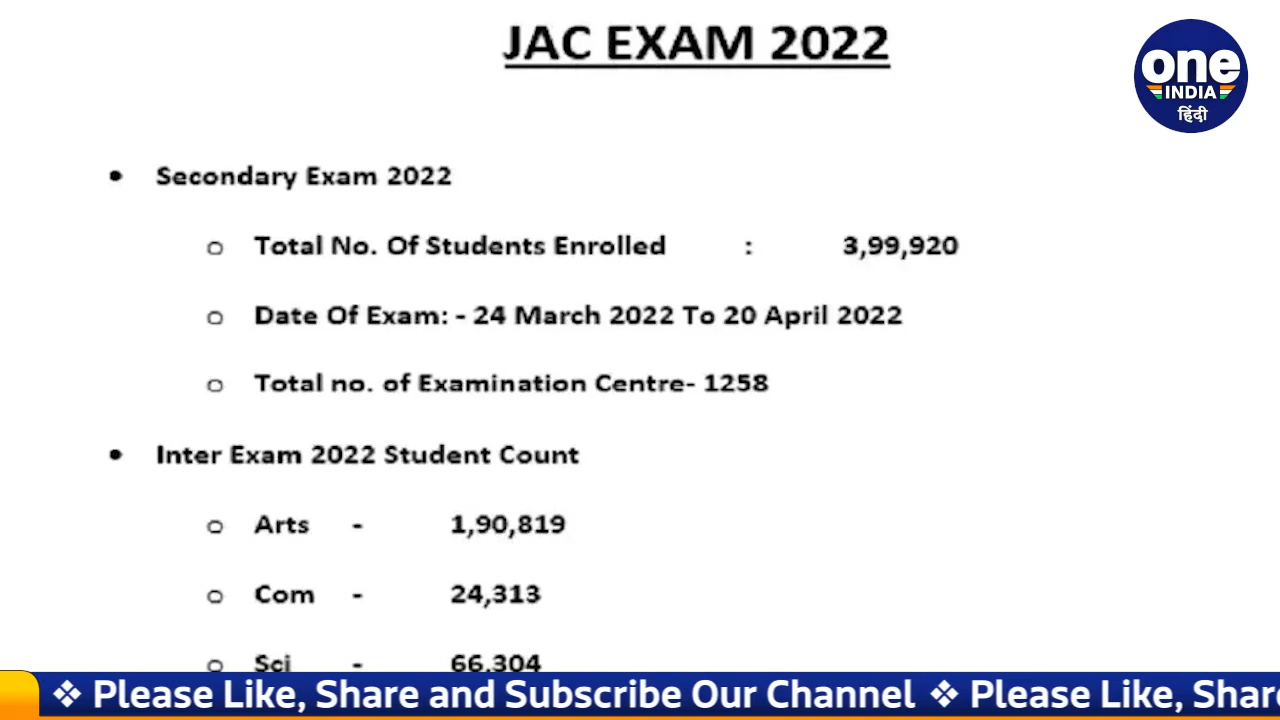 JAC EXAM 2022
one
INDIA
हिंदी
• Secondary Exam 2022
o Total No. Of Students Enrolled : 3,99,920
o Date Of Exam: - 24 March 2022 To 20 April 2022
o Total no. of Examination Centre- 1258
• Inter Exam 2022 Student Count
o Arts - 1,90,819
o Com - 24,313
o Sci - 66,304
❖ Please Like, Share and Subscribe Our Channel ❖ Please Like, Share